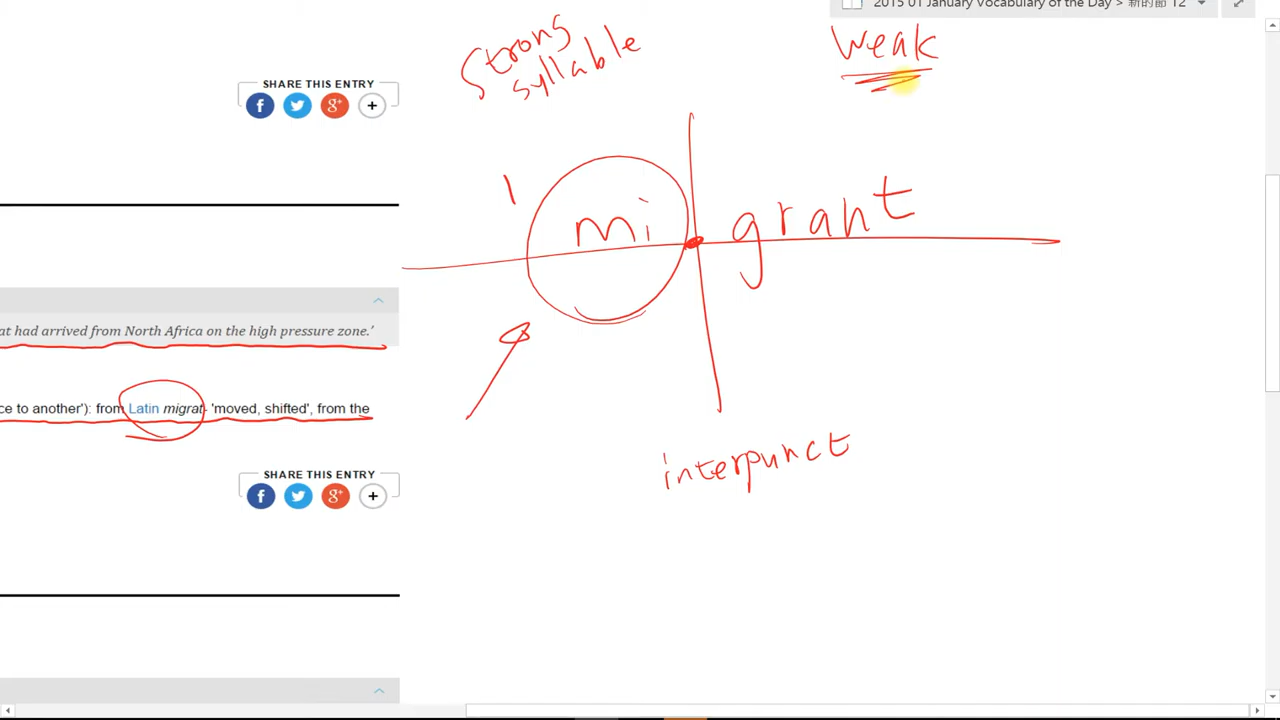 2015 01 January Vocabulary of the Day > 新的節 12
Strong
syllable
weak
SHARE THIS ENTRY
f
g+
+
mi
grant
at had arrived from North Africa on the high pressure zone.'
ce to another'): from Latin migrat- 'moved, shifted', from the
interpunct
SHARE THIS ENTRY
f
g+
+